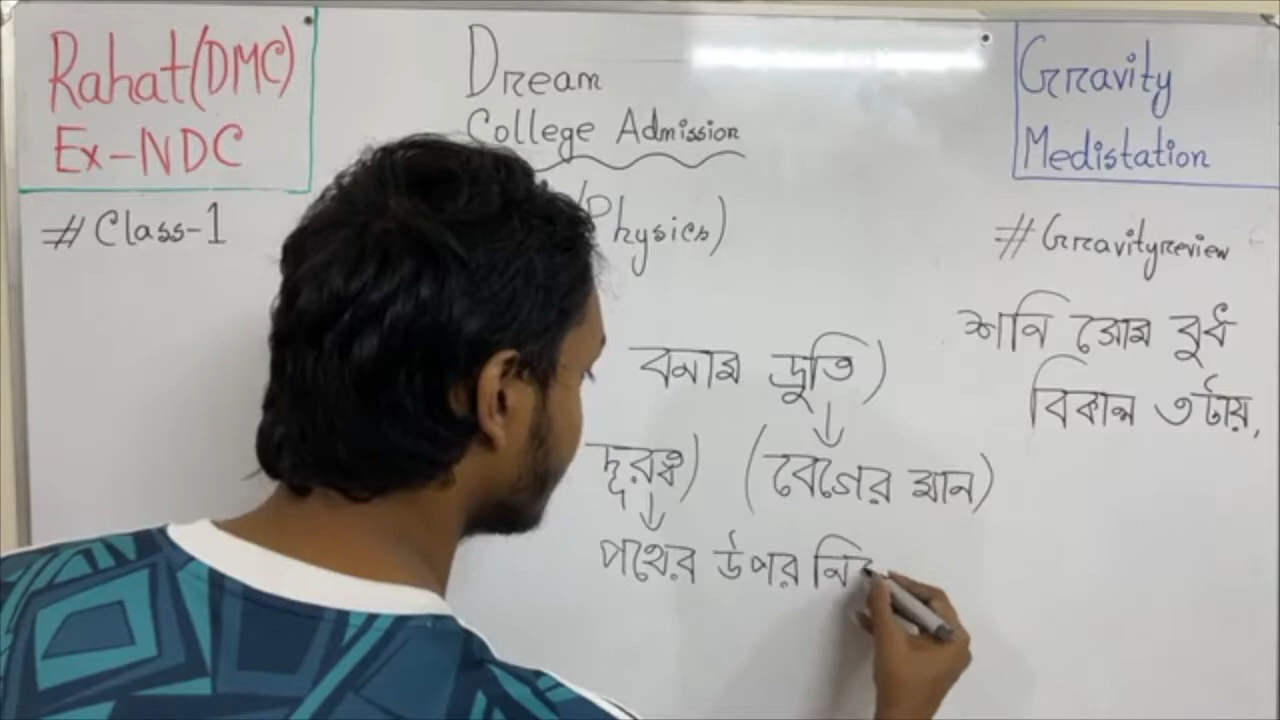 Rahat (DMC)
Ex-NDC
Dream
College Admission
Physics)
Gravity
Medistation
#Class-1
#Gravityreview
শনি সোম বুধ
বিকাল ৩টায়,
বনাম দ্রুতি)
দূরত্ব) (বেগের মান)
পথের উপর